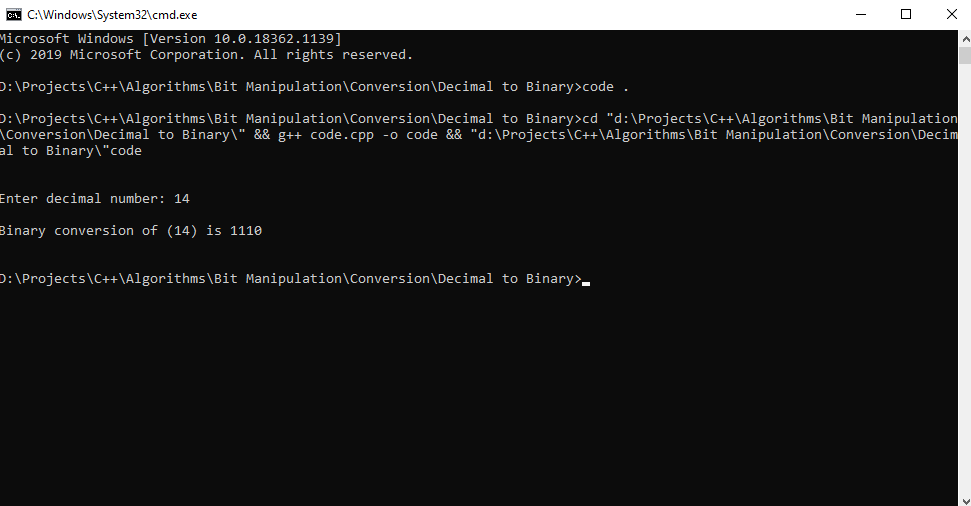 C:\Windows\System32\cmd.exe
Microsoft Windows [Version 10.0.18362.1139]
(c) 2019 Microsoft Corporation. All rights reserved.
D:\Projects\C++\Algorithms\Bit Manipulation\Conversion\Decimal to Binary>code .
D:\Projects\C++\Algorithms\Bit Manipulation\Conversion\Decimal to Binary>cd "d:\Projects\C++\Algorithms\Bit Manipulation
\Conversion\Decimal to Binary\" && g++ code.cpp -o code && "d:\Projects\C++\Algorithms\Bit Manipulation\Conversion\Decim
al to Binary\"code
Enter decimal number: 14
Binary conversion of (14) is 1110
D:\Projects\C++\Algorithms\Bit Manipulation\Conversion\Decimal to Binary>